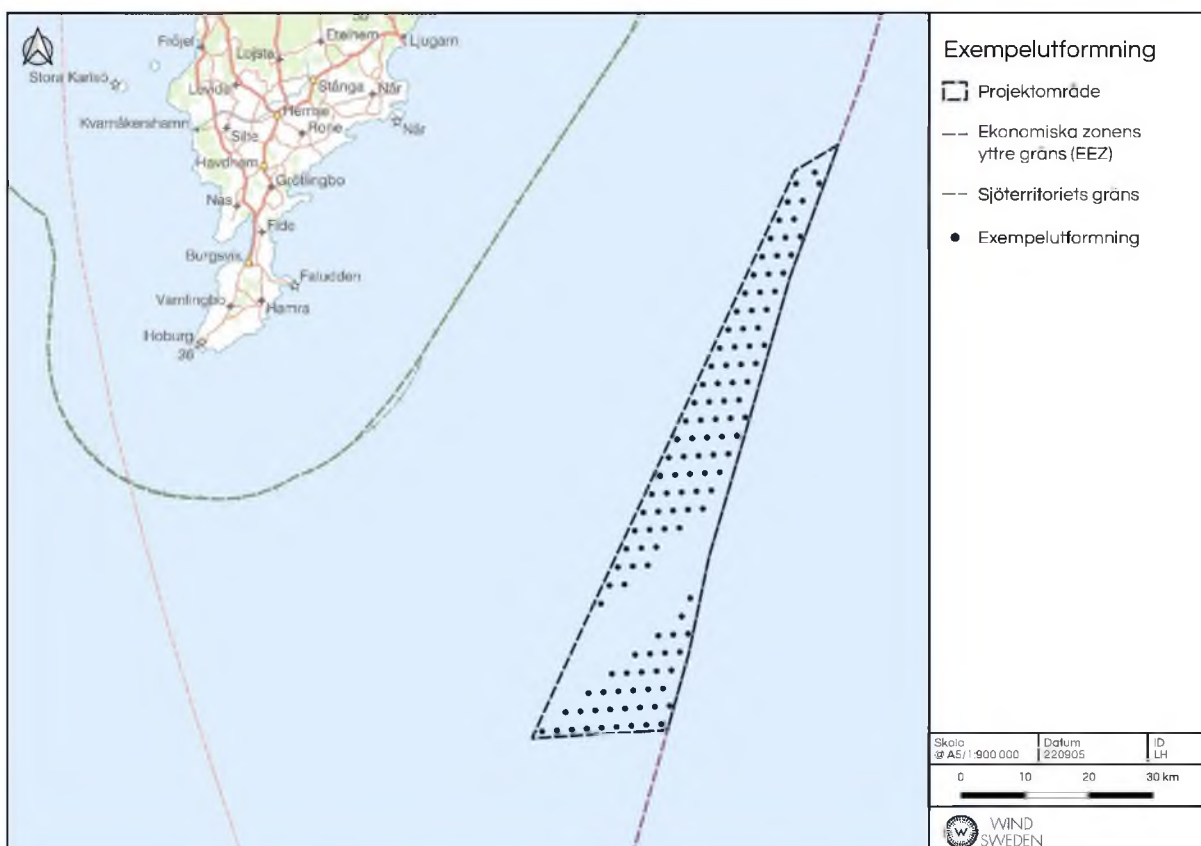 Fröjel
Etelhem
Ljugarn
Lojsta
Stora Karlsö
Levide
Stånga
När
Hemse
Kvarnåkershamn
Silte
Rone
När
Havdhem
Grötlingbo
Näs
Fide
Burgsvik
Faludden
Vamlingbo
Hamra
Hoburg
36
Exempelutformning
Projektområde
Ekonomiska zonens
yttre gräns (EEZ)
Sjöterritoriets gräns
Exempelutformning
Skala
@ A5/1:900 000
Datum
220905
ID
LH
0 10 20 30 km
W
WIND
SWEDEN